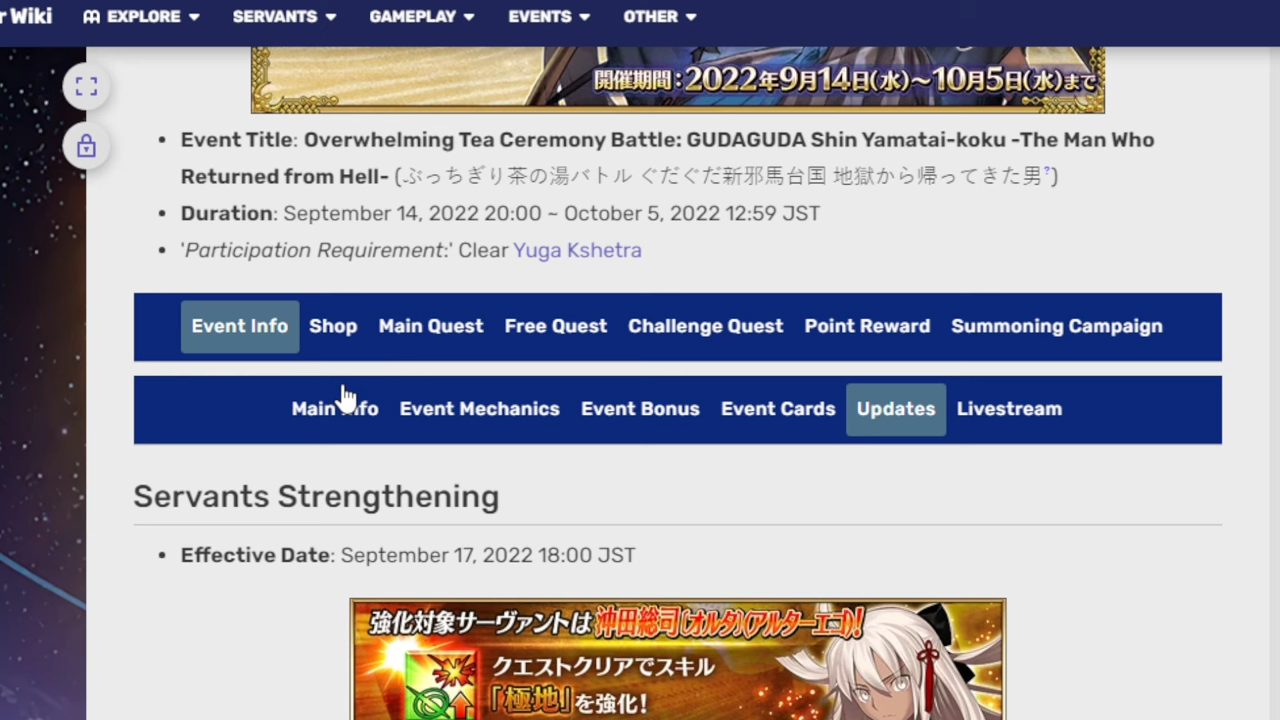 r Wiki EXPLORE SERVANTS GAMEPLAY EVENTS OTHER
開催期間：2022年9月14日(水)～10月5日(水)まで
• Event Title: Overwhelming Tea Ceremony Battle: GUDAGUDA Shin Yamatai-koku -The Man Who
Returned from Hell- (ぶっちぎり茶の湯バトル ぐだぐだ新邪馬台国 地獄から帰ってきた男?)
• Duration: September 14, 2022 20:00 ~ October 5, 2022 12:59 JST
• 'Participation Requirement:' Clear Yuga Kshetra
Event Info Shop Main Quest Free Quest Challenge Quest Point Reward Summoning Campaign
Main Info Event Mechanics Event Bonus Event Cards Updates Livestream
Servants Strengthening
• Effective Date: September 17, 2022 18:00 JST
強化対象サーヴァントは沖田総司〔オルタ〕(アルターエゴ)!
クエストクリアでスキル
「極地」を強化!